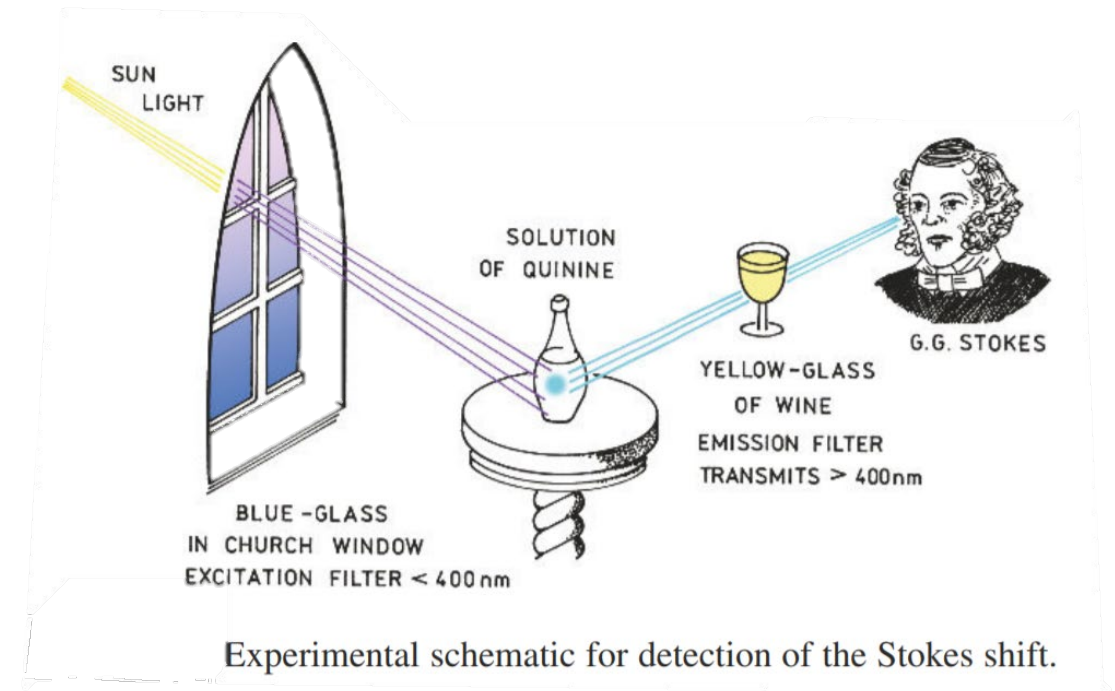 SUN
LIGHT
SOLUTION
OF QUININE
G.G. STOKES
YELLOW-GLASS
OF WINE
EMISSION FILTER
TRANSMITS > 400nm
BLUE-GLASS
IN CHURCH WINDOW
EXCITATION FILTER < 400nm
Experimental schematic for detection of the Stokes shift.